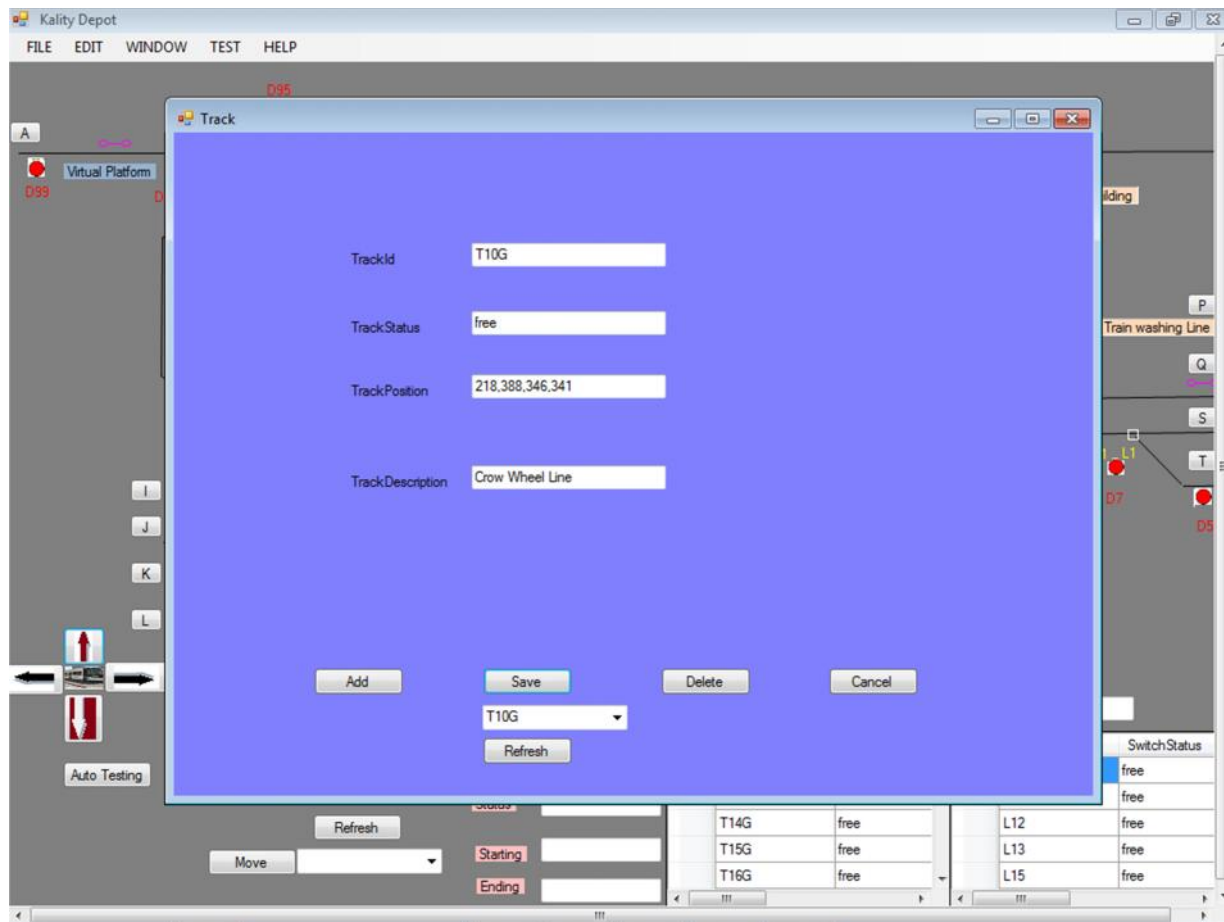 Kality Depot
FILE EDIT WINDOW TEST HELP
D95
Track
A
Virtual Platform
D99
D
ilding
TrackId T10G
P
TrackStatus free
Train washing Line
Q
TrackPosition 218,388,346,341
S
L1
T
TrackDescription Crow Wheel Line
I
D7
J
D5
K
L
Add Save Delete Cancel
T10G
Refresh
SwitchStatus
Auto Testing
free
free
Status
Refresh
T14G free L12 free
Starting
T15G free L13 free
Move
Ending
T16G free L15 free